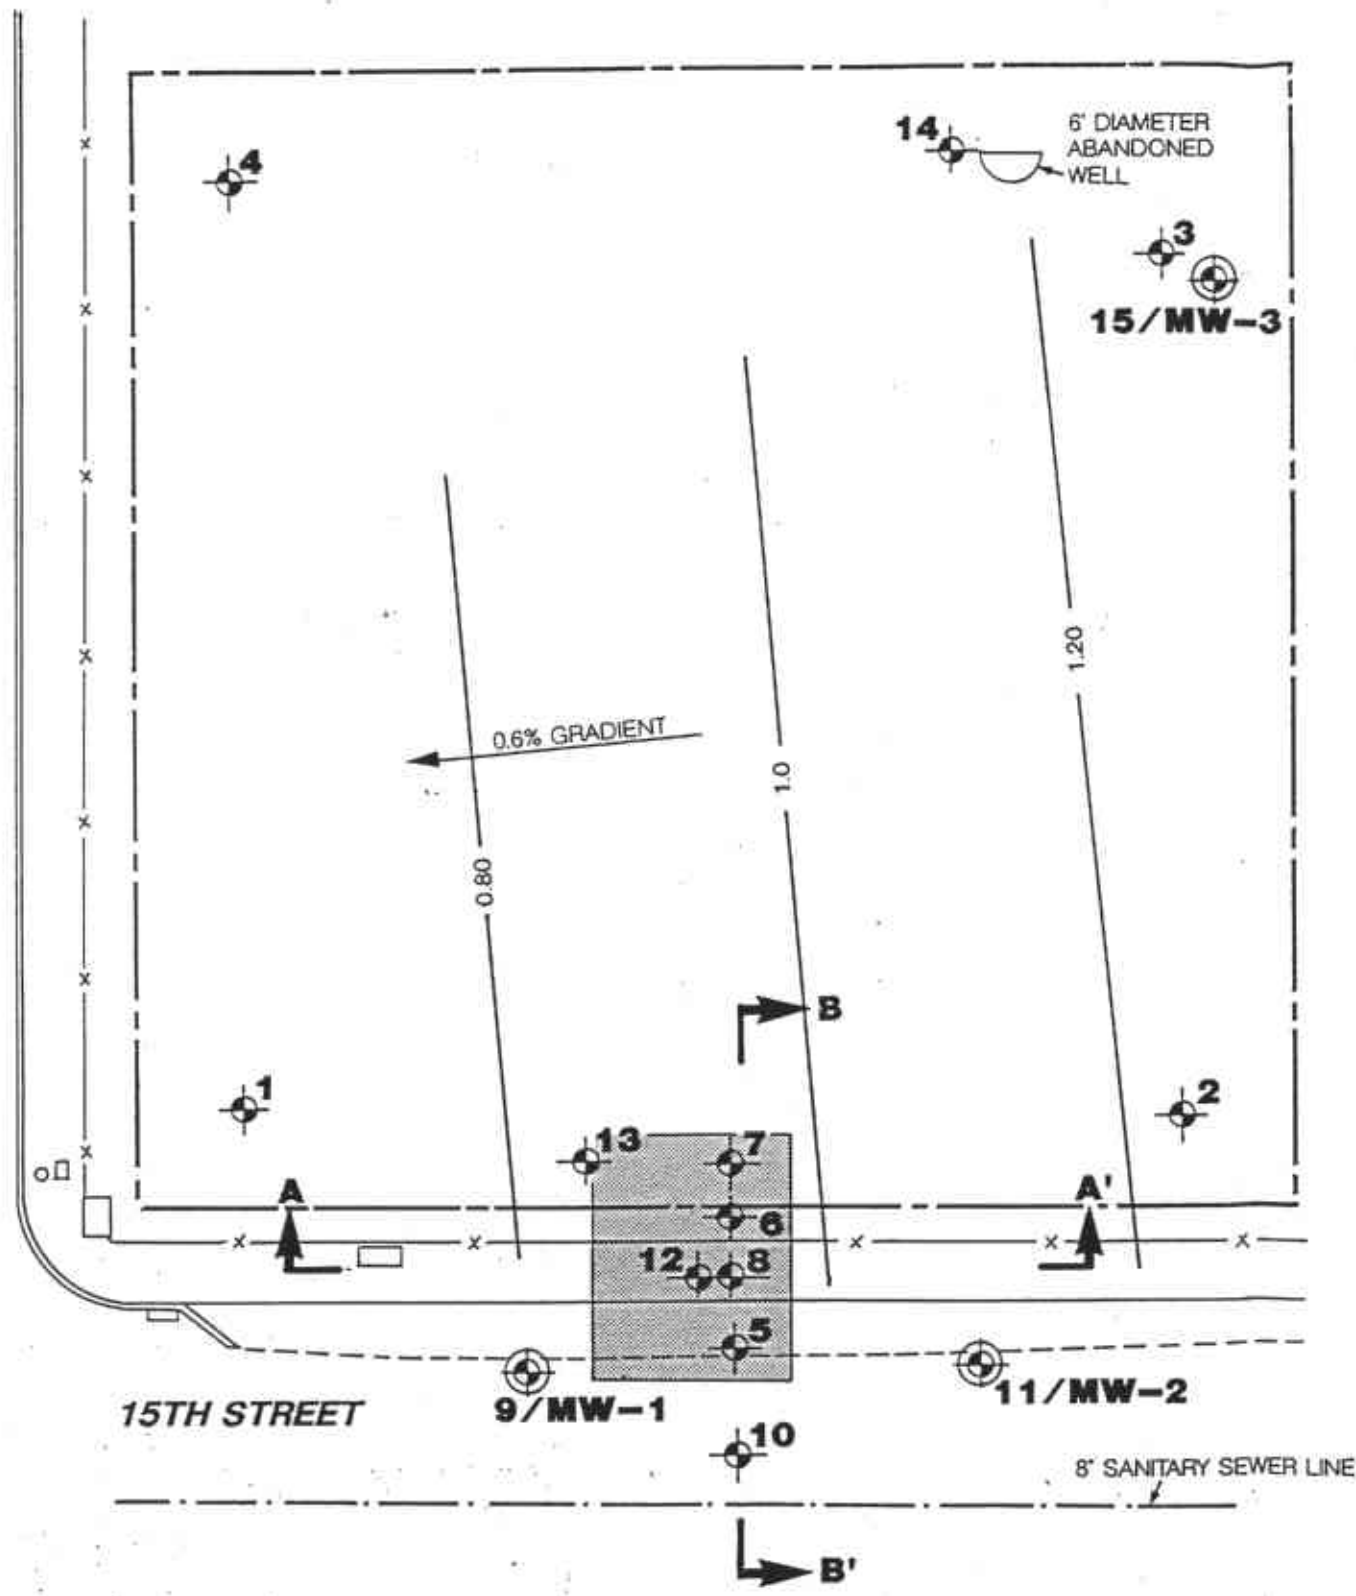 14
6' DIAMETER
ABANDONED
WELL
4
3
15/MW-3
1.20
0.6% GRADIENT
1.0
0.80
B
1
2
13
7
A
A'
6
12
8
5
15TH STREET
9/MW-1
11/MW-2
10
8" SANITARY SEWER LINE
B'